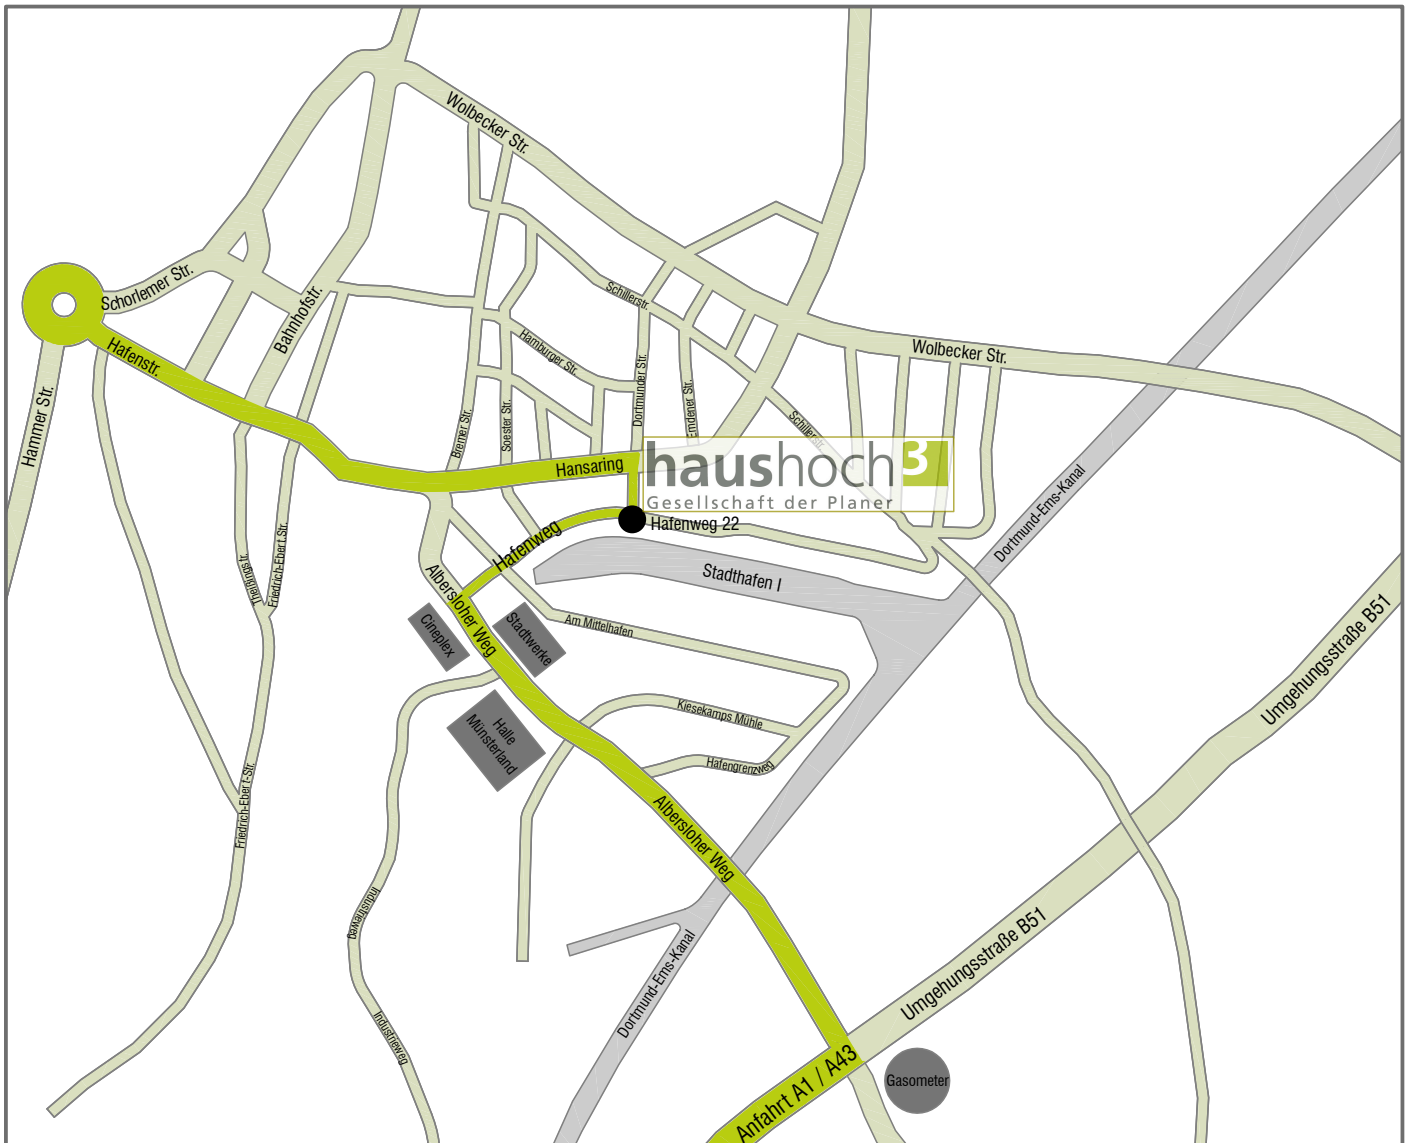 Wolbecker Str.
Schorlemer Str.
Bahnhofstr.
Schillerstr.
Hafenstr.
Hamburger Str.
Wolbecker Str.
Dortmunder Str.
Emdener Str.
Hammer Str.
Bremer Str.
Soester Str.
Schillerstr.
Hansaring
haushoch3
Gesellschaft der Planer
Hafenweg 22
Hafenweg
Dortmund-Ems-Kanal
Theißingstr.
Friedrich-Ebert Str.
Stadthafen I
Albersloher Weg
Cineplex
Stadtwerke
Am Mittelhafen
Umgehungsstraße B51
Kiesekamps Mühle
Halle
Münsterland
Hafengrenzweg
Friedrich-Ebert-Str.
Albersloher Weg
Industrieweg
Dortmund-Ems-Kanal
Umgehungsstraße B51
Industrieweg
Anfahrt A1 / A43
Gasometer